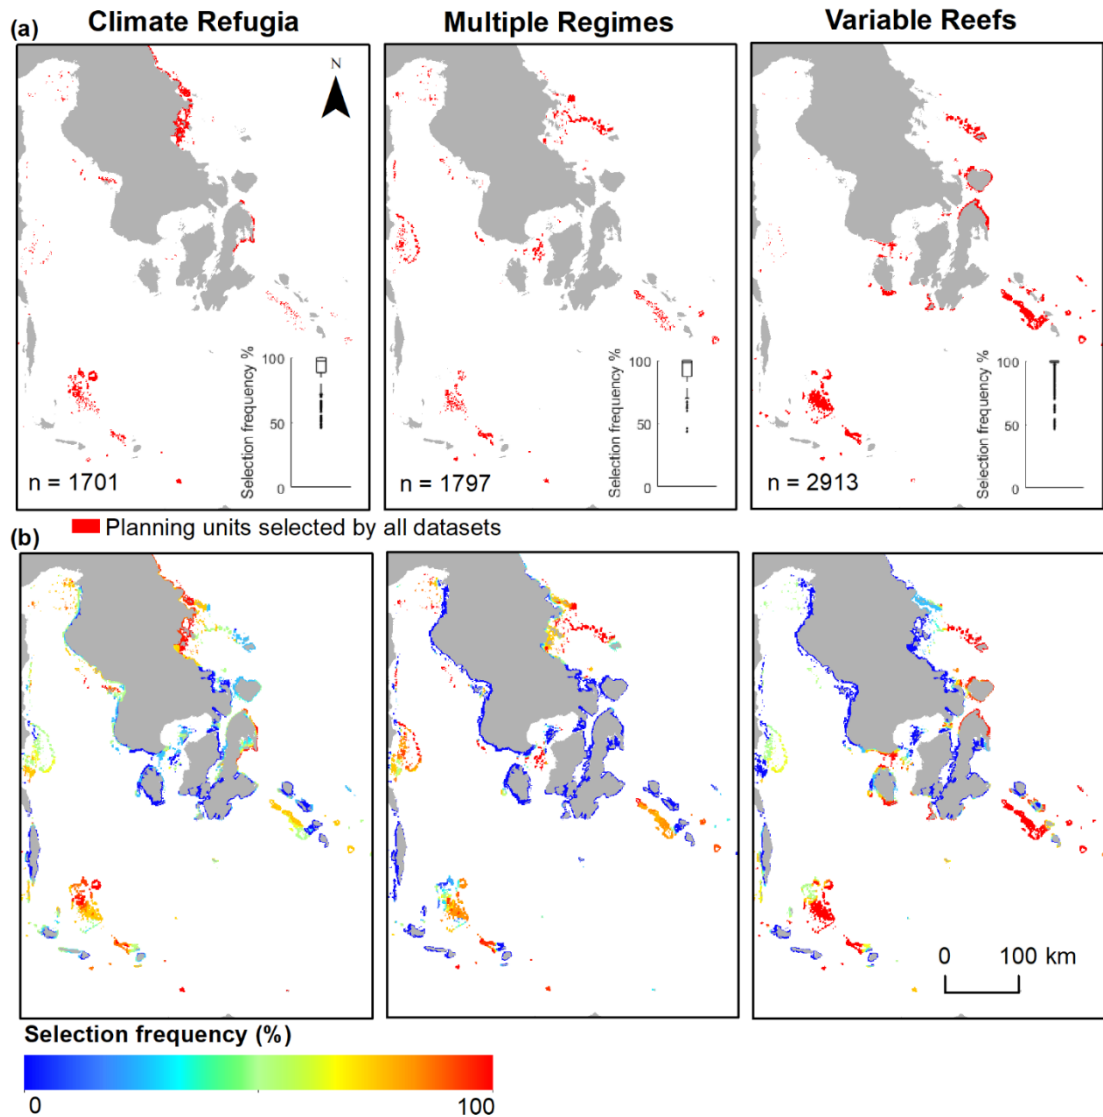 Climate Refugia
Multiple Regimes
Variable Reefs
(a)
N
Selection frequency %
100
50
0
n = 1701
Selection frequency %
100
50
0
n = 1797
Selection frequency %
100
50
0
n = 2913
Planning units selected by all datasets
(b)
0 100 km
Selection frequency (%)
0 100